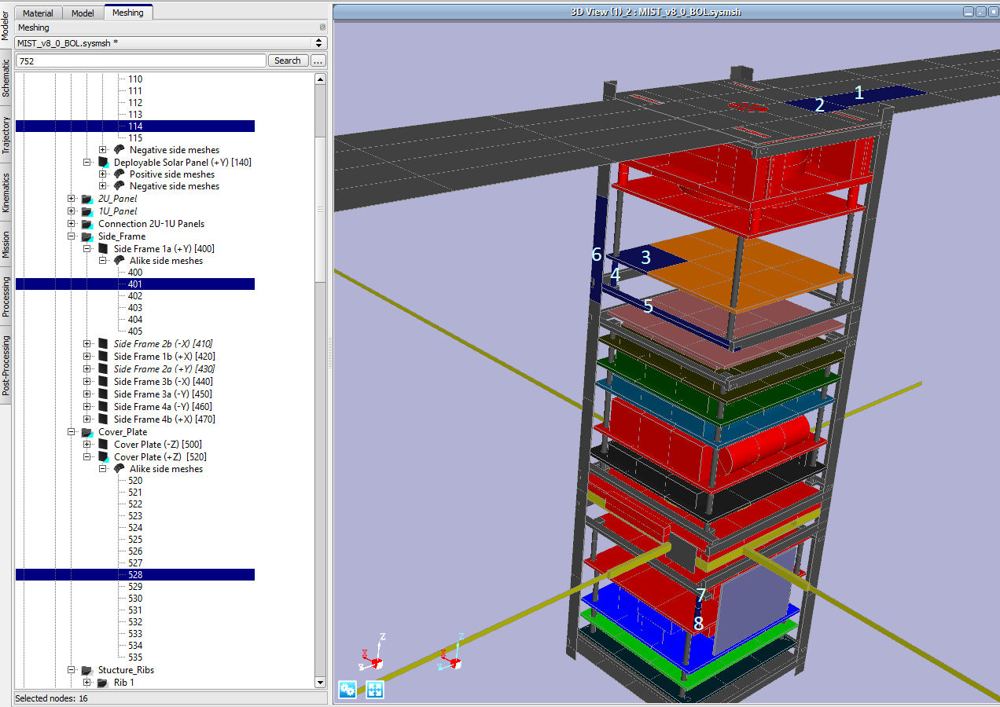 Material Model Meshing
Meshing
MIST_v8_0_BOL.sysmsh *
752 Search ...
Modeler
Schematic
Trajectory
Kinematics
Mission
Processing
Post-Processing
110
111
112
113
114
115
Negative side meshes
Deployable Solar Panel (+Y) [140]
Positive side meshes
Negative side meshes
2U_Panel
1U_Panel
Connection 2U-1U Panels
Side_Frame
Side Frame 1a (+Y) [400]
Alike side meshes
400
401
402
403
404
405
Side Frame 2b (-X) [410]
Side Frame 1b (+X) [420]
Side Frame 2a (+Y) [430]
Side Frame 3b (-X) [440]
Side Frame 3a (-Y) [450]
Side Frame 4a (-Y) [460]
Side Frame 4b (+X) [470]
Cover_Plate
Cover Plate (-Z) [500]
Cover Plate (+Z) [520]
Alike side meshes
520
521
522
523
524
525
526
527
528
529
530
531
532
533
534
535
Stucture_Ribs
Rib 1
Selected nodes: 16
3D View (1)_2 : MIST_v8_0_BOL.sysmsh
1
2
3
6
4
5
7
8
Z
X
Y
Z
X
Y